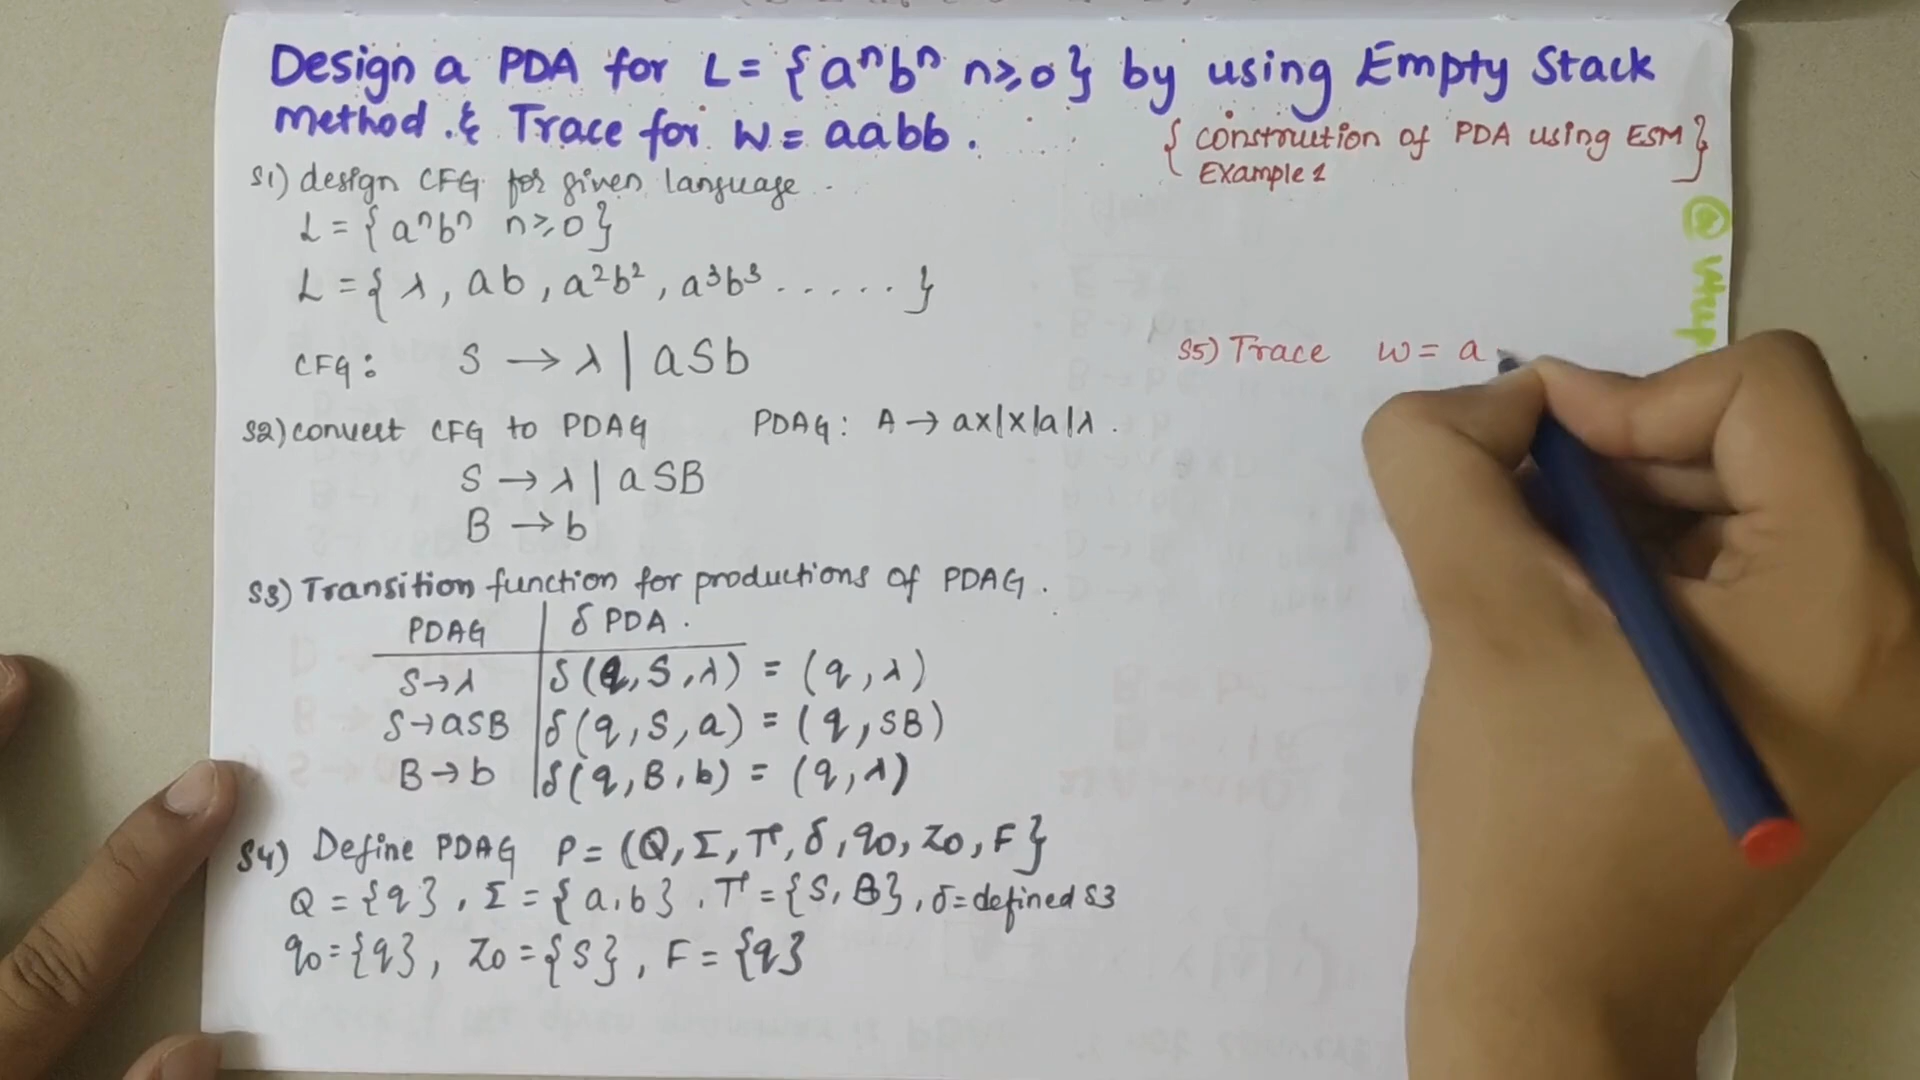 Design a PDA for L = {aⁿbⁿ n≥0} by using Empty Stack
method. & Trace for W = aabb.
{ construction of PDA using ESM }
Example 1
S1) design CFG for given language.
L = {aⁿbⁿ n≥0}
L = {λ, ab, a²b², a³b³ ..... }
CFG: S → λ | aSb
S2) convert CFG to PDAG PDAG: A → ax|x|a|λ.
S → λ | aSB
B → b
S3) Transition function for productions of PDAG.
PDAG | δ PDA.
S→λ | δ(q, S, λ) = (q, λ)
S→aSB | δ(q, S, a) = (q, SB)
B→b | δ(q, B, b) = (q, λ)
S4) Define PDAG P = (Q, Σ, Γ, δ, q0, Z0, F}
Q = {q}, Σ = {a, b}, Γ = {S, B}, δ = defined S3
q0 = {q}, Z0 = {S}, F = {q}
S5) Trace w = a
@